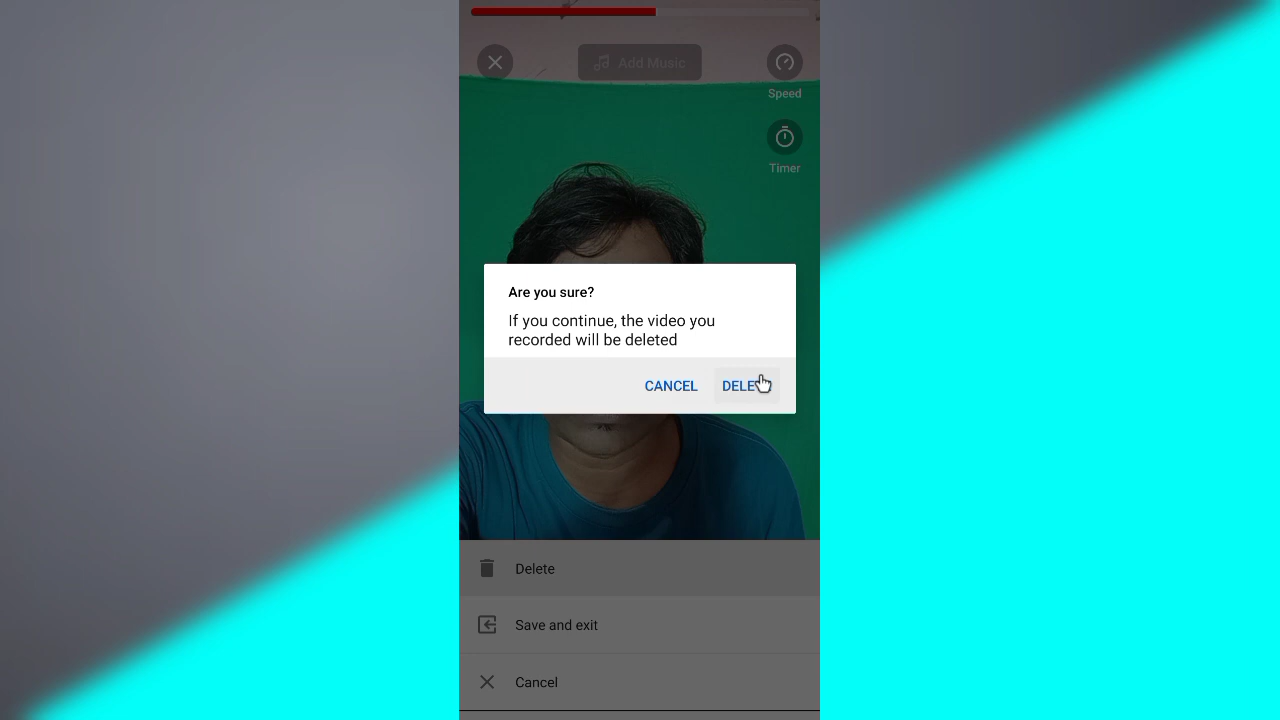 Add Music
Speed
Timer
Are you sure?
If you continue, the video you
recorded will be deleted
CANCEL
Delete
Save and exit
Cancel